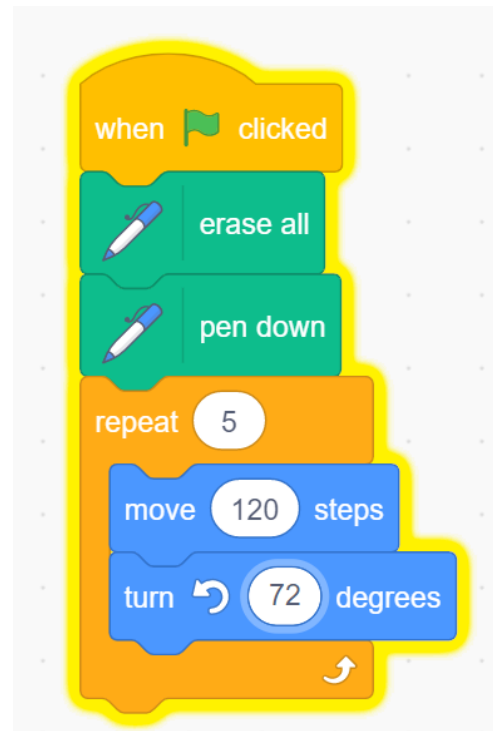 when clicked
erase all
pen down
repeat 5
move 120 steps
turn 72 degrees